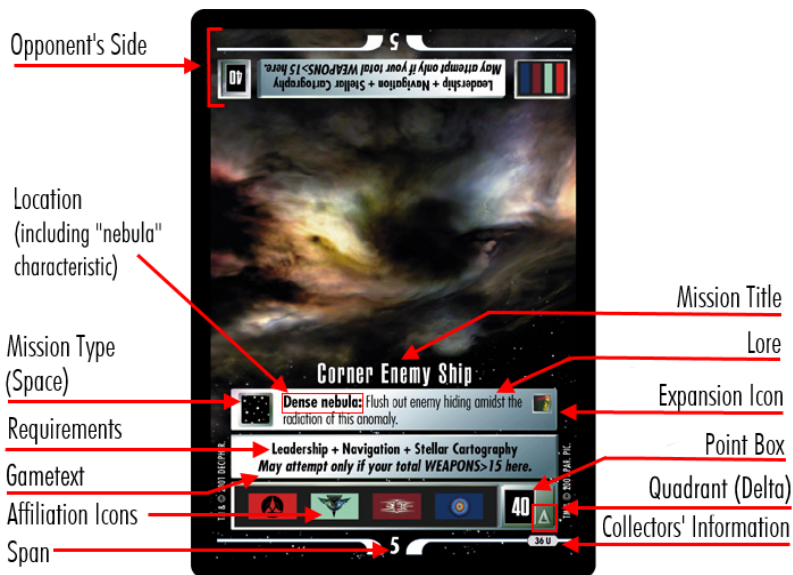 Opponent's Side
5
May attempt only if your total WEAPONS>15 here.
Leadership + Navigation + Stellar Cartography
40
Location
(including "nebula"
characteristic)
Mission Title
Lore
Mission Type
(Space)
Corner Enemy Ship
Dense nebula: Flush out enemy hiding amidst the
radiation of this anomaly.
Expansion Icon
Requirements
Leadership + Navigation + Stellar Cartography
May attempt only if your total WEAPONS>15 here.
Point Box
Gametext
Quadrant (Delta)
Affiliation Icons
40
Collectors' Information
36 U
Span
5